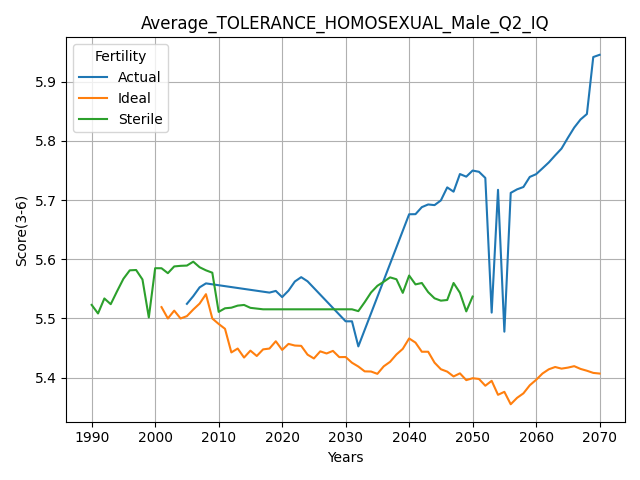 Average_TOLERANCE_HOMOSEXUAL_Male_Q2_IQ
Fertility
Actual
Ideal
Sterile
Score(3-6)
5.9
5.8
5.7
5.6
5.5
5.4
1990 2000 2010 2020 2030 2040 2050 2060 2070
Years